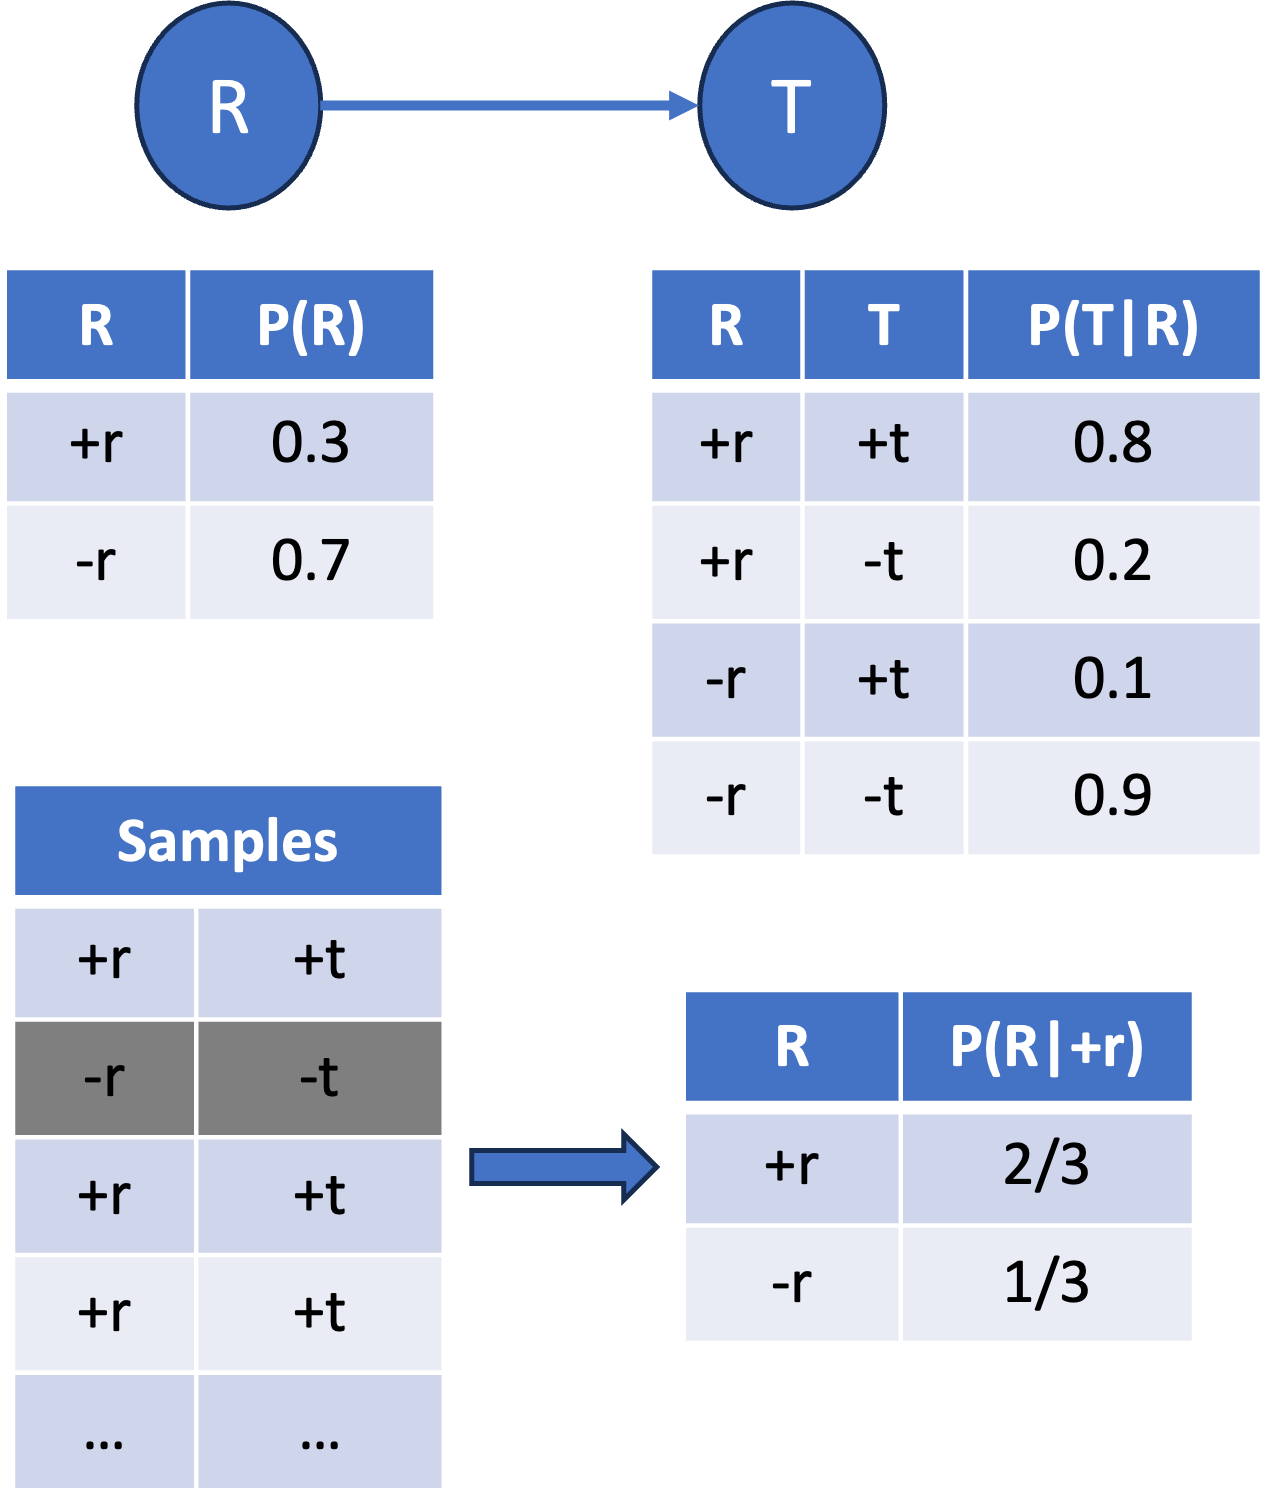 R
T
R P(R)
+r 0.3
-r 0.7
R T P(T|R)
+r +t 0.8
+r -t 0.2
-r +t 0.1
-r -t 0.9
Samples
+r +t
-r -t
+r +t
+r +t
... ...
R P(R|+r)
+r 2/3
-r 1/3